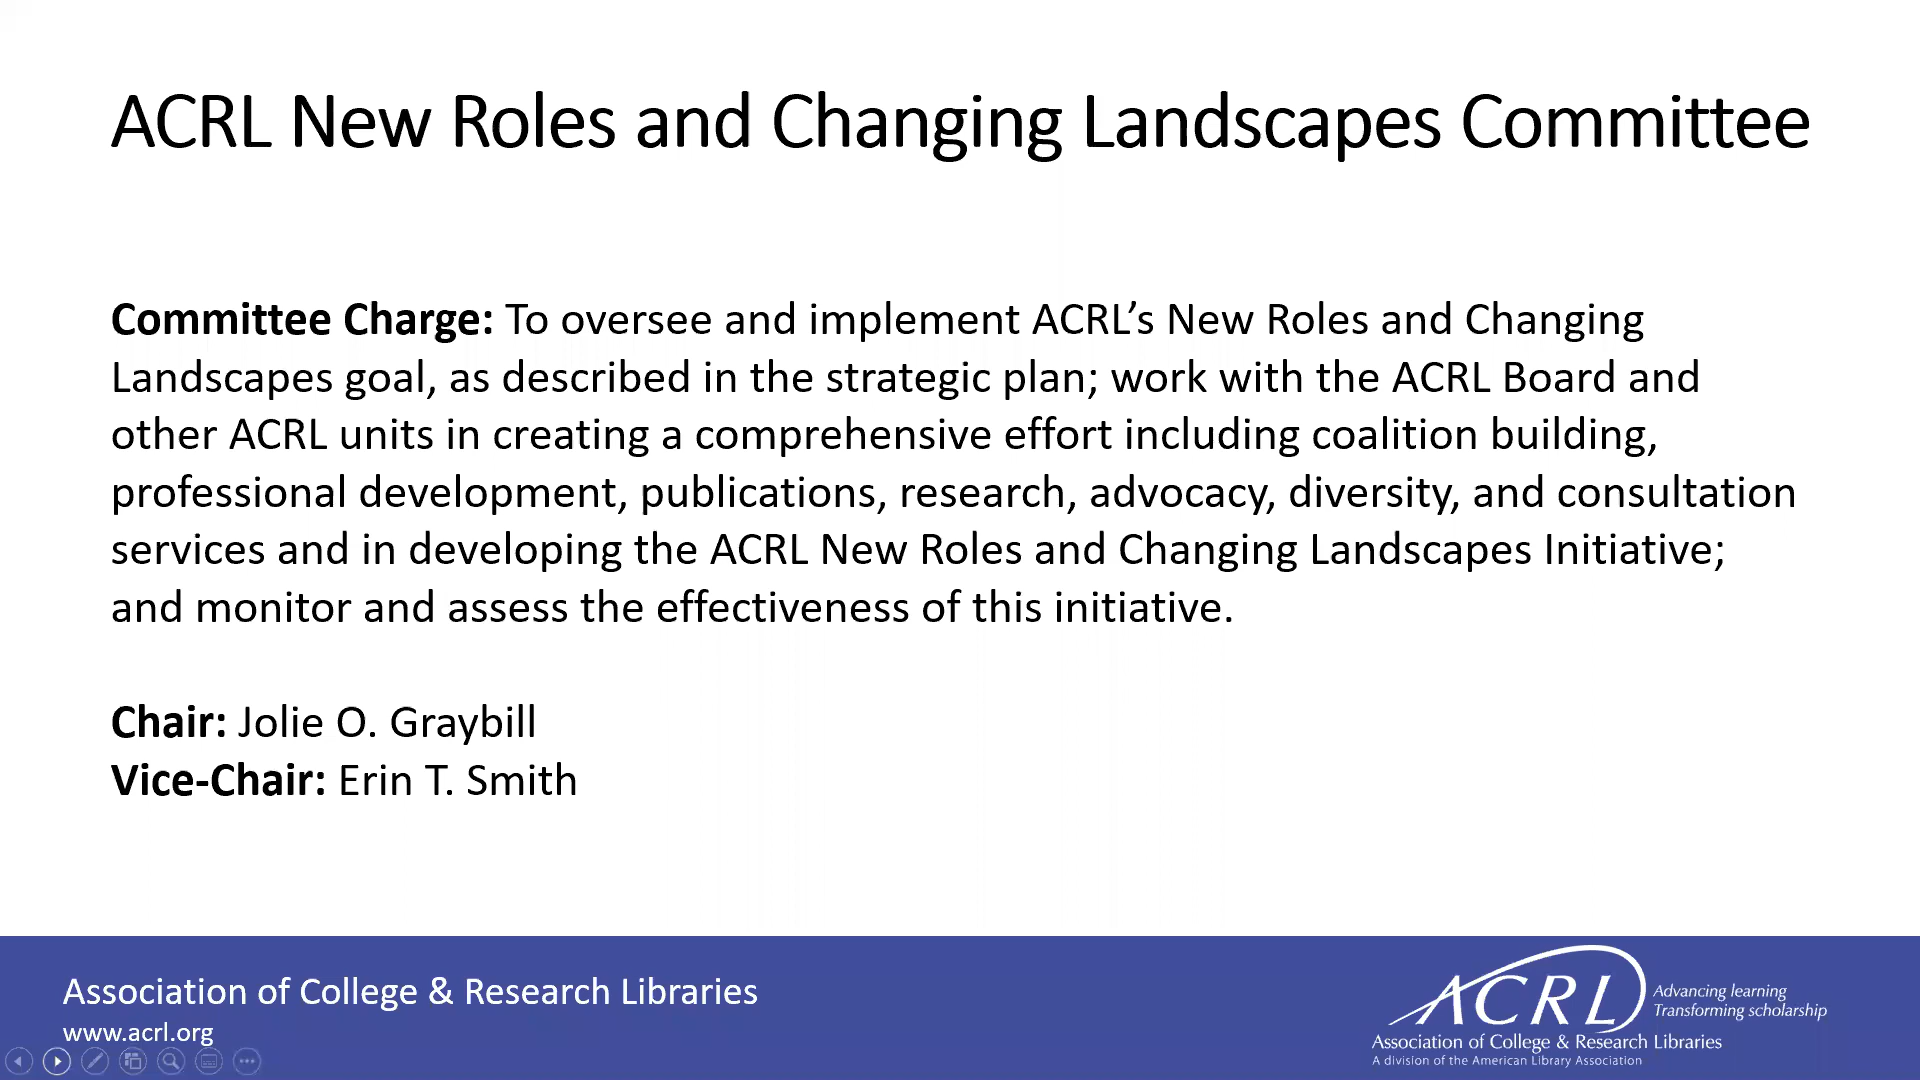 ACRL New Roles and Changing Landscapes Committee
Committee Charge: To oversee and implement ACRL’s New Roles and Changing
Landscapes goal, as described in the strategic plan; work with the ACRL Board and
other ACRL units in creating a comprehensive effort including coalition building,
professional development, publications, research, advocacy, diversity, and consultation
services and in developing the ACRL New Roles and Changing Landscapes Initiative;
and monitor and assess the effectiveness of this initiative.
Chair: Jolie O. Graybill
Vice-Chair: Erin T. Smith
Association of College & Research Libraries
www.acrl.org
ACRL
Advancing learning
Transforming scholarship
Association of College & Research Libraries
A division of the American Library Association